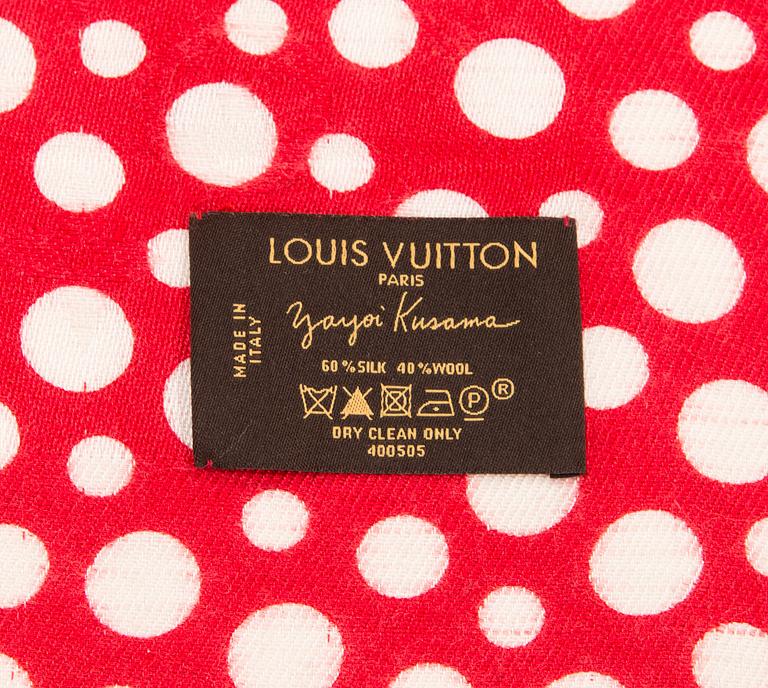 LOUIS VUITTON
PARIS
Yayoi Kusama
MADE IN
ITALY
60 % SILK 40 % WOOL
P ®
DRY CLEAN ONLY
400505